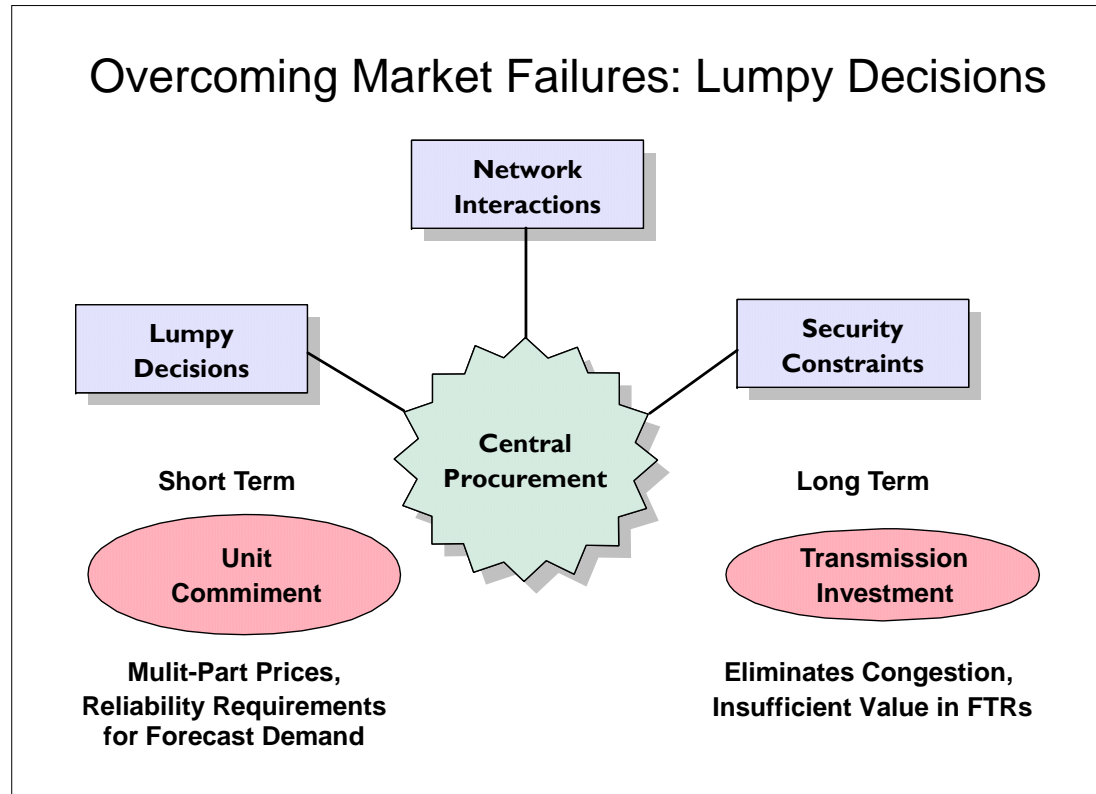 Overcoming Market Failures: Lumpy Decisions
Network
Interactions
Lumpy
Decisions
Security
Constraints
Central
Procurement
Short Term
Long Term
Unit
Commiment
Transmission
Investment
Mulit-Part Prices,
Reliability Requirements
for Forecast Demand
Eliminates Congestion,
Insufficient Value in FTRs